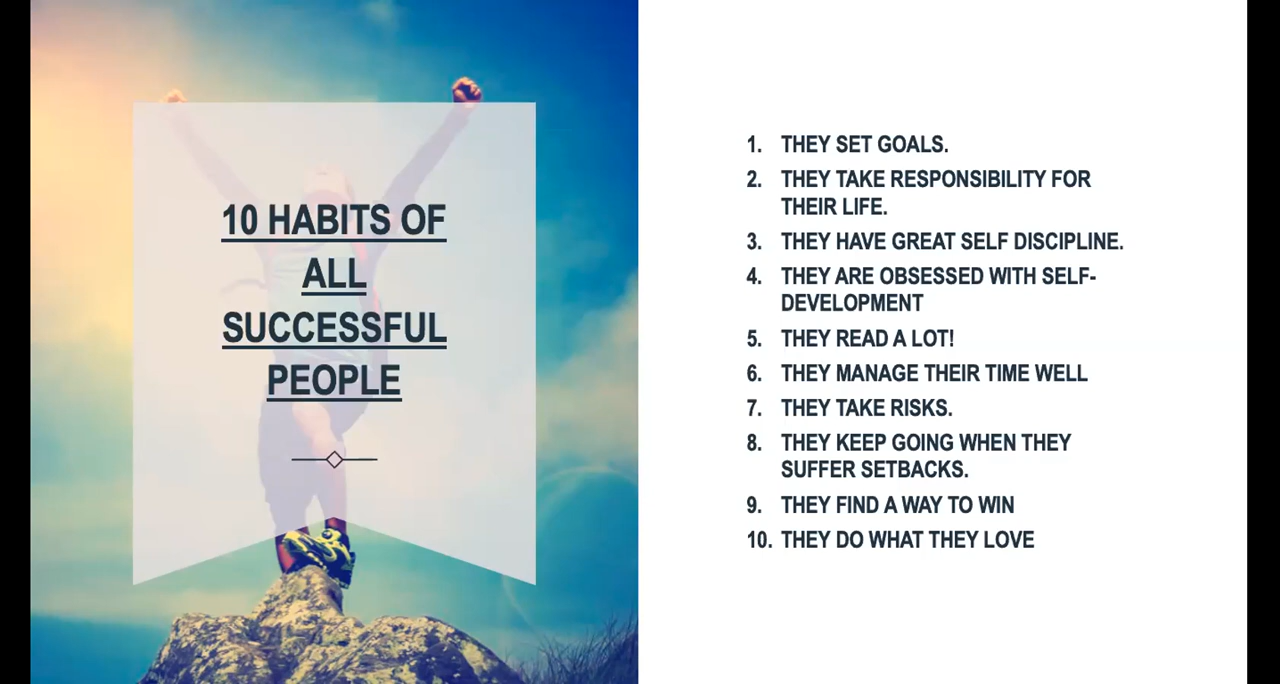 10 HABITS OF
ALL
SUCCESSFUL
PEOPLE
1. THEY SET GOALS.
2. THEY TAKE RESPONSIBILITY FOR
THEIR LIFE.
3. THEY HAVE GREAT SELF DISCIPLINE.
4. THEY ARE OBSESSED WITH SELF-
DEVELOPMENT
5. THEY READ A LOT!
6. THEY MANAGE THEIR TIME WELL
7. THEY TAKE RISKS.
8. THEY KEEP GOING WHEN THEY
SUFFER SETBACKS.
9. THEY FIND A WAY TO WIN
10. THEY DO WHAT THEY LOVE